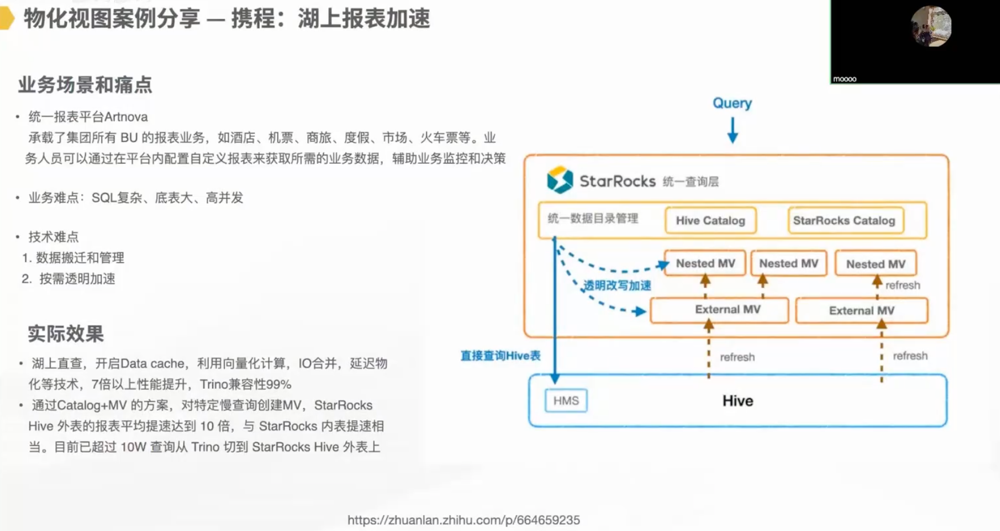 物化视图案例分享 — 携程：湖上报表加速
moooo
业务场景和痛点
• 统一报表平台Artnova
承载了集团所有 BU 的报表业务，如酒店、机票、商旅、度假、市场、火车票等。业
务人员可以通过在平台内配置自定义报表来获取所需的业务数据，辅助业务监控和决策
• 业务难点：SQL复杂、底表大、高并发
• 技术难点
1. 数据搬迁和管理
2. 按需透明加速
实际效果
• 湖上直查，开启Data cache，利用向量化计算，IO合并，延迟物
化等技术，7倍以上性能提升，Trino兼容性99%
• 通过Catalog+MV 的方案，对特定慢查询创建MV，StarRocks
Hive 外表的报表平均提速达到 10 倍，与 StarRocks 内表提速相
当。目前已超过 10W 查询从 Trino 切到 StarRocks Hive 外表上
Query
StarRocks 统一查询层
统一数据目录管理
Hive Catalog
StarRocks Catalog
Nested MV
Nested MV
Nested MV
透明改写加速
refresh
External MV
External MV
直接查询Hive表
refresh
refresh
HMS
Hive
https://zhuanlan.zhihu.com/p/664659235